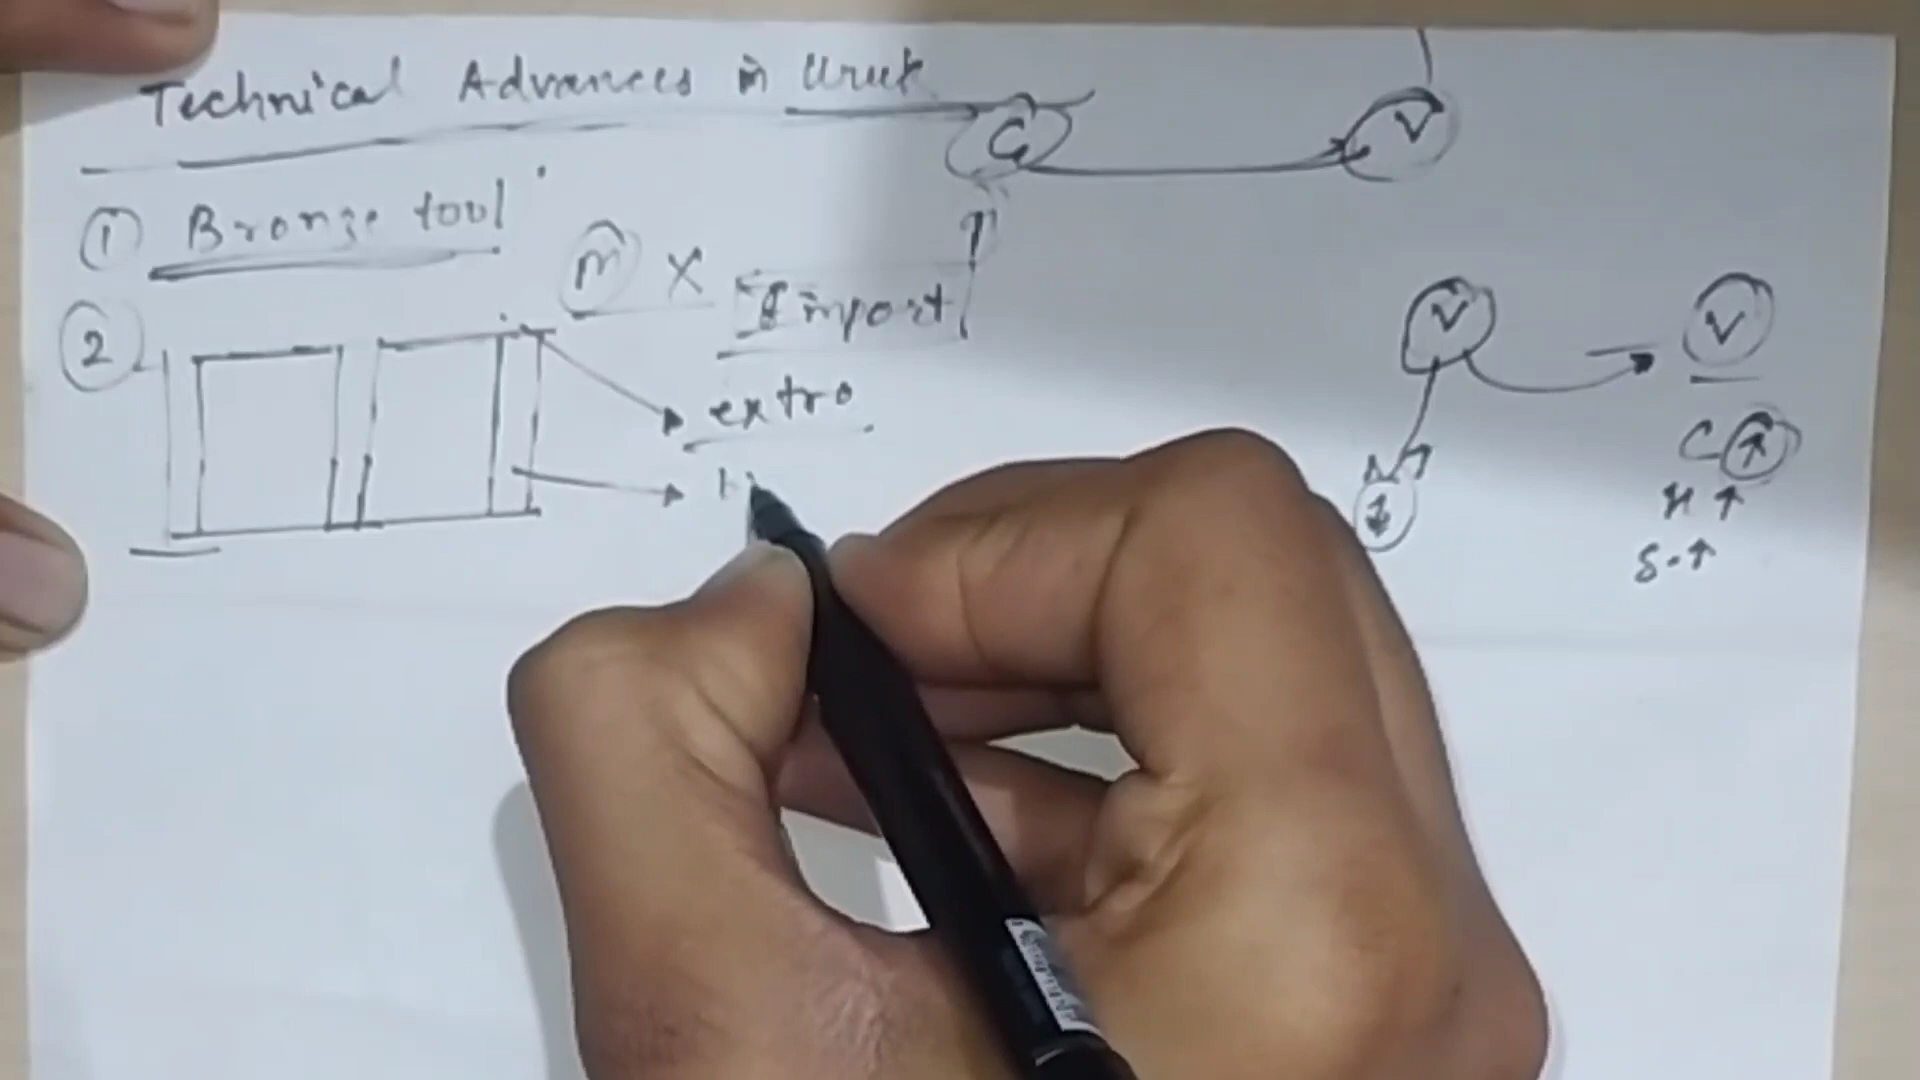 Technical Advances in Uruk
G
V
① Bronze tool
m X Import
②
extra
V
V
C ↑
H ↑
S.↑